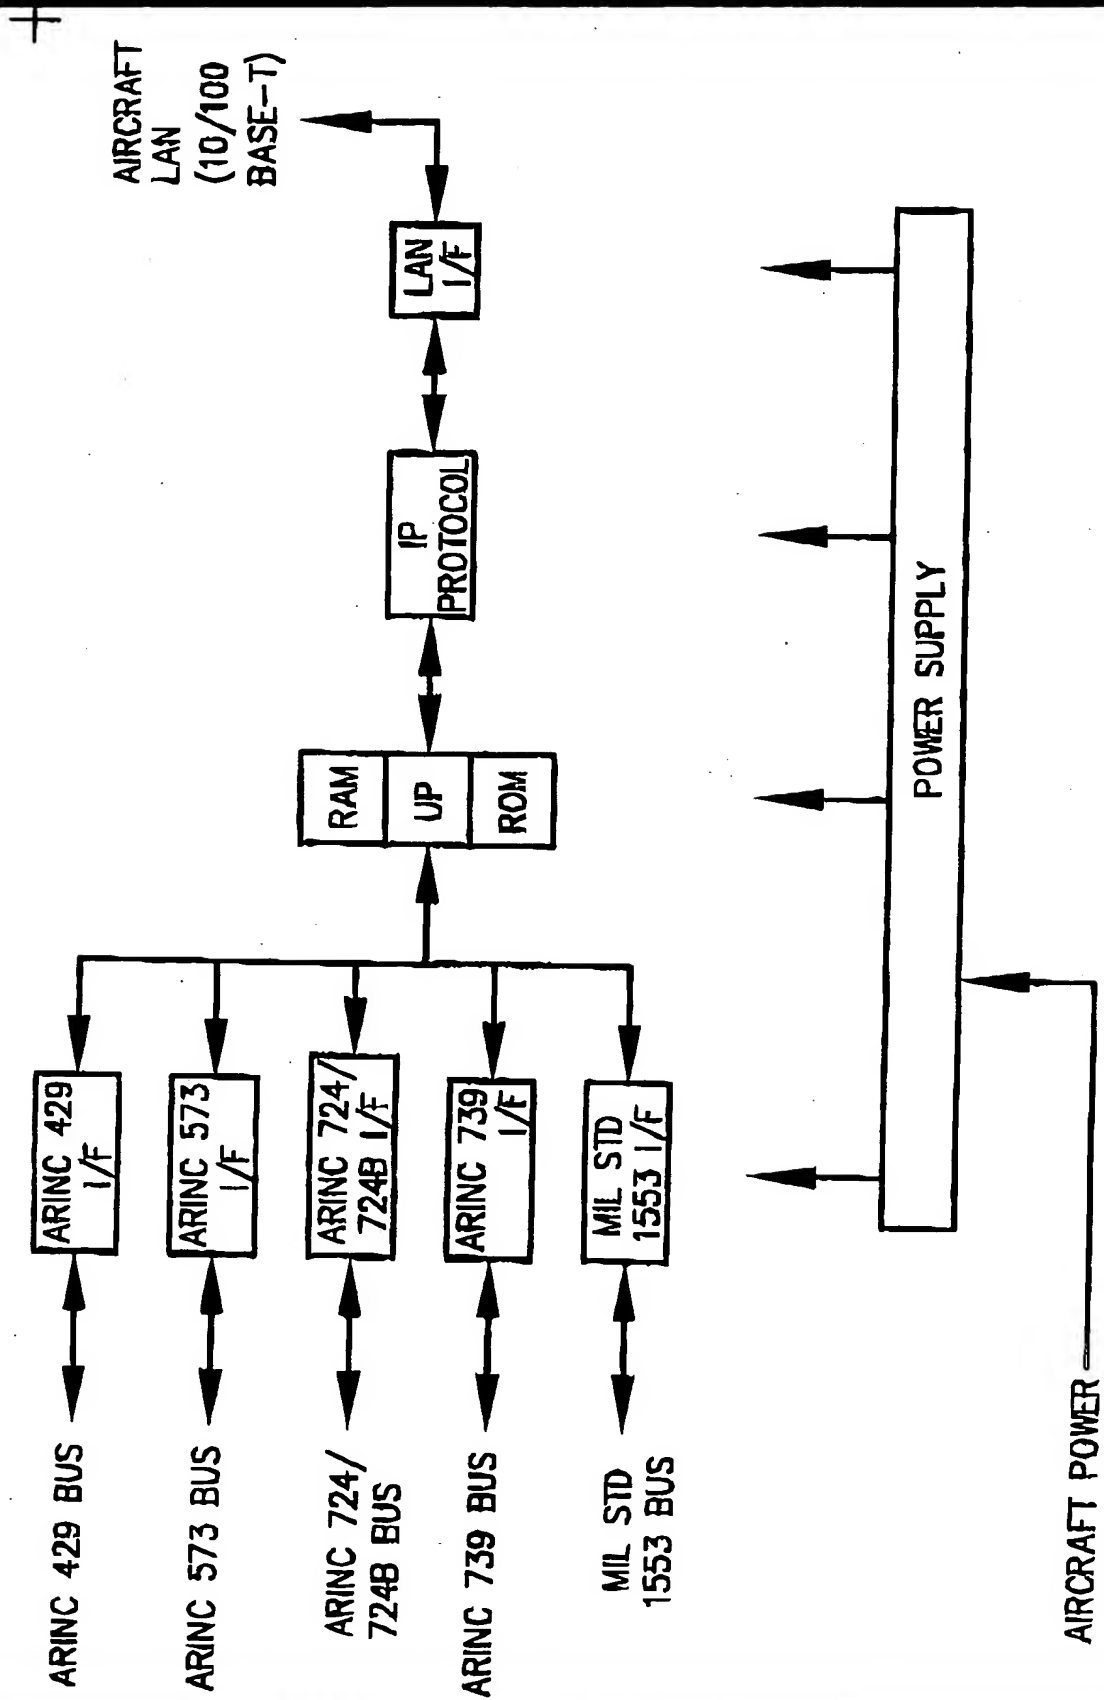 ARINC 429 BUS
ARINC 429
I/F
ARINC 573 BUS
ARINC 573
I/F
ARINC 724/
724B BUS
ARINC 724/
724B I/F
ARINC 739 BUS
ARINC 739
I/F
MIL STD
1553 BUS
MIL STD
1553 I/F
RAM
UP
ROM
IP
PROTOCOL
LAN
I/F
AIRCRAFT
LAN
(10/100
BASE-T)
POWER SUPPLY
AIRCRAFT POWER